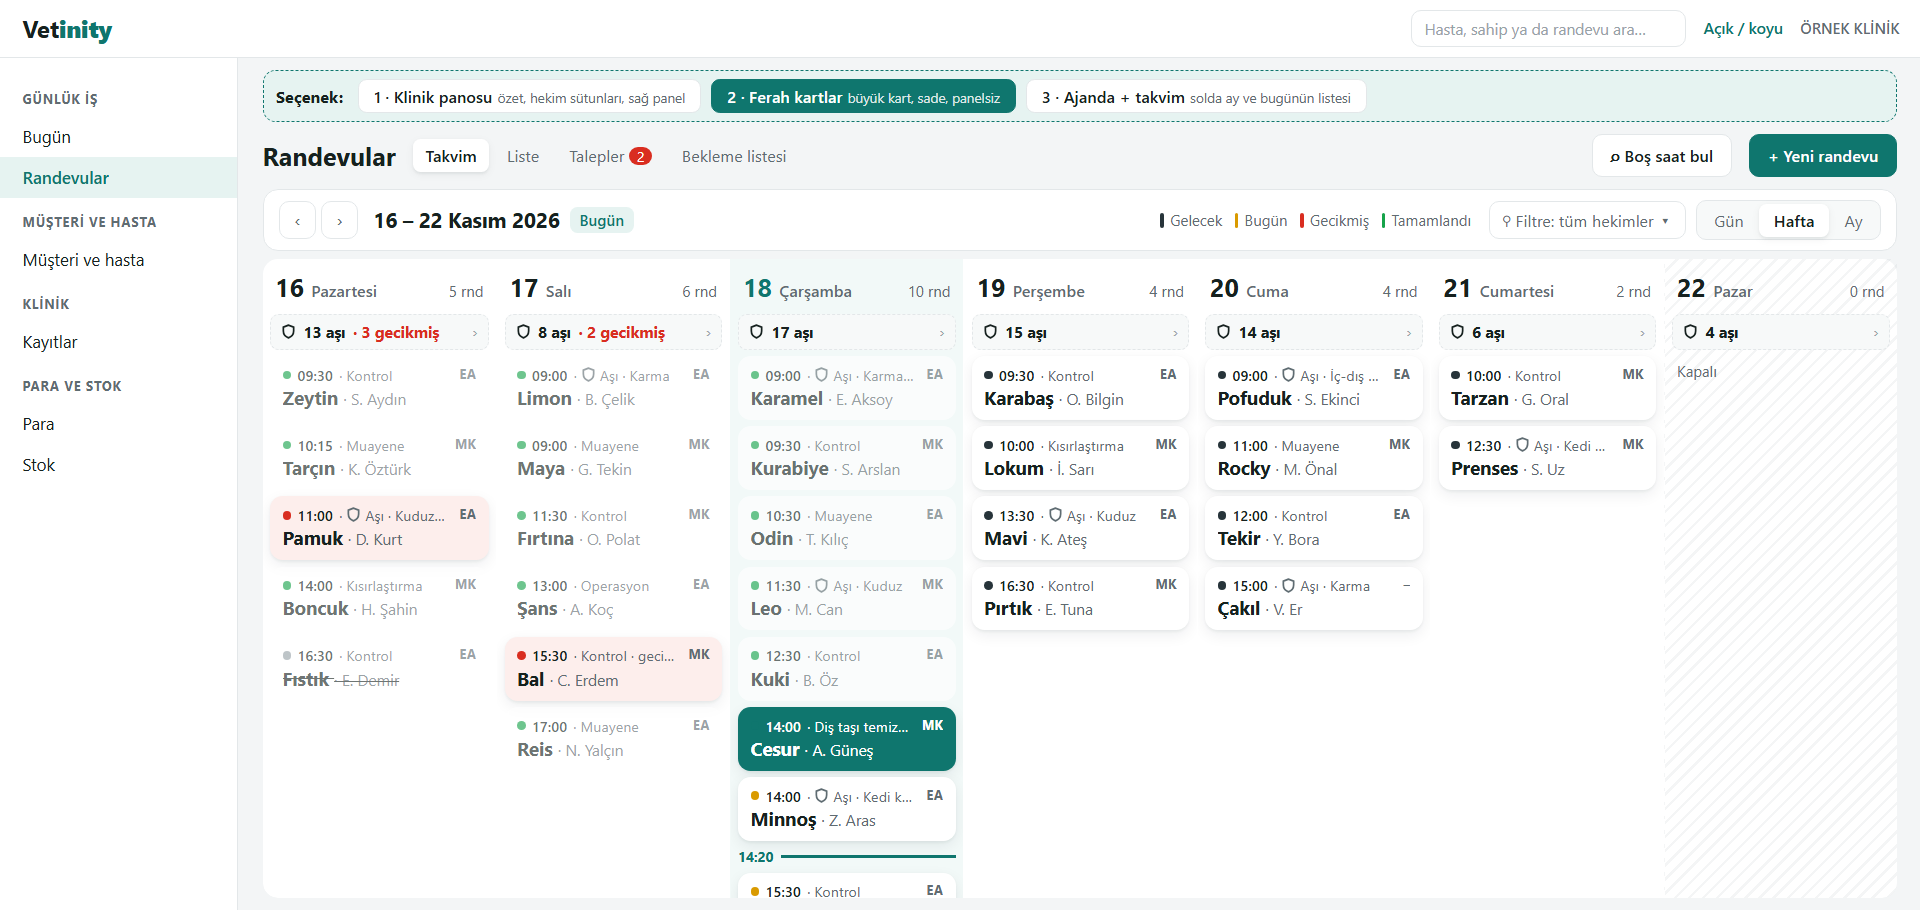 Vetinity
Hasta, sahip ya da randevu ara...
Açık / koyu
ÖRNEK KLİNİK
GÜNLÜK İŞ
Bugün
Randevular
MÜŞTERİ VE HASTA
Müşteri ve hasta
KLİNİK
Kayıtlar
PARA VE STOK
Para
Stok
Seçenek:
1 · Klinik panosu özet, hekim sütunları, sağ panel
2 · Ferah kartlar büyük kart, sade, panelsiz
3 · Ajanda + takvim solda ay ve bugünün listesi
Randevular
Takvim
Liste
Talepler 2
Bekleme listesi
Boş saat bul
+ Yeni randevu
‹ ›
16 – 22 Kasım 2026
Bugün
Gelecek
Bugün
Gecikmiş
Tamamlandı
Filtre: tüm hekimler ▾
Gün
Hafta
Ay
16 Pazartesi 5 rnd
13 aşı · 3 gecikmiş ›
09:30 · Kontrol EA
Zeytin · S. Aydın
10:15 · Muayene MK
Tarçın · K. Öztürk
11:00 · Aşı · Kuduz... EA
Pamuk · D. Kurt
14:00 · Kısırlaştırma MK
Boncuk · H. Şahin
16:30 · Kontrol EA
Fıstık · E. Demir
17 Salı 6 rnd
8 aşı · 2 gecikmiş ›
09:00 · Aşı · Karma EA
Limon · B. Çelik
09:00 · Muayene MK
Maya · G. Tekin
11:30 · Kontrol MK
Fırtına · O. Polat
13:00 · Operasyon EA
Şans · A. Koç
15:30 · Kontrol · geci... MK
Bal · C. Erdem
17:00 · Muayene EA
Reis · N. Yalçın
18 Çarşamba 10 rnd
17 aşı ›
09:00 · Aşı · Karma... EA
Karamel · E. Aksoy
09:30 · Kontrol MK
Kurabiye · S. Arslan
10:30 · Muayene EA
Odin · T. Kılıç
11:30 · Aşı · Kuduz MK
Leo · M. Can
12:30 · Kontrol EA
Kuki · B. Öz
14:00 · Diş taşı temiz... MK
Cesur · A. Güneş
14:00 · Aşı · Kedi k... EA
Minnoş · Z. Aras
14:20
15:30 · Kontrol EA
19 Perşembe 4 rnd
15 aşı ›
09:30 · Kontrol EA
Karabaş · O. Bilgin
10:00 · Kısırlaştırma MK
Lokum · İ. Sarı
13:30 · Aşı · Kuduz EA
Mavi · K. Ateş
16:30 · Kontrol MK
Pırtık · E. Tuna
20 Cuma 4 rnd
14 aşı ›
09:00 · Aşı · İç-dış ... EA
Pofuduk · S. Ekinci
11:00 · Muayene MK
Rocky · M. Önal
12:00 · Kontrol EA
Tekir · Y. Bora
15:00 · Aşı · Karma –
Çakıl · V. Er
21 Cumartesi 2 rnd
6 aşı ›
10:00 · Kontrol MK
Tarzan · G. Oral
12:30 · Aşı · Kedi ... MK
Prenses · S. Uz
22 Pazar 0 rnd
4 aşı ›
Kapalı